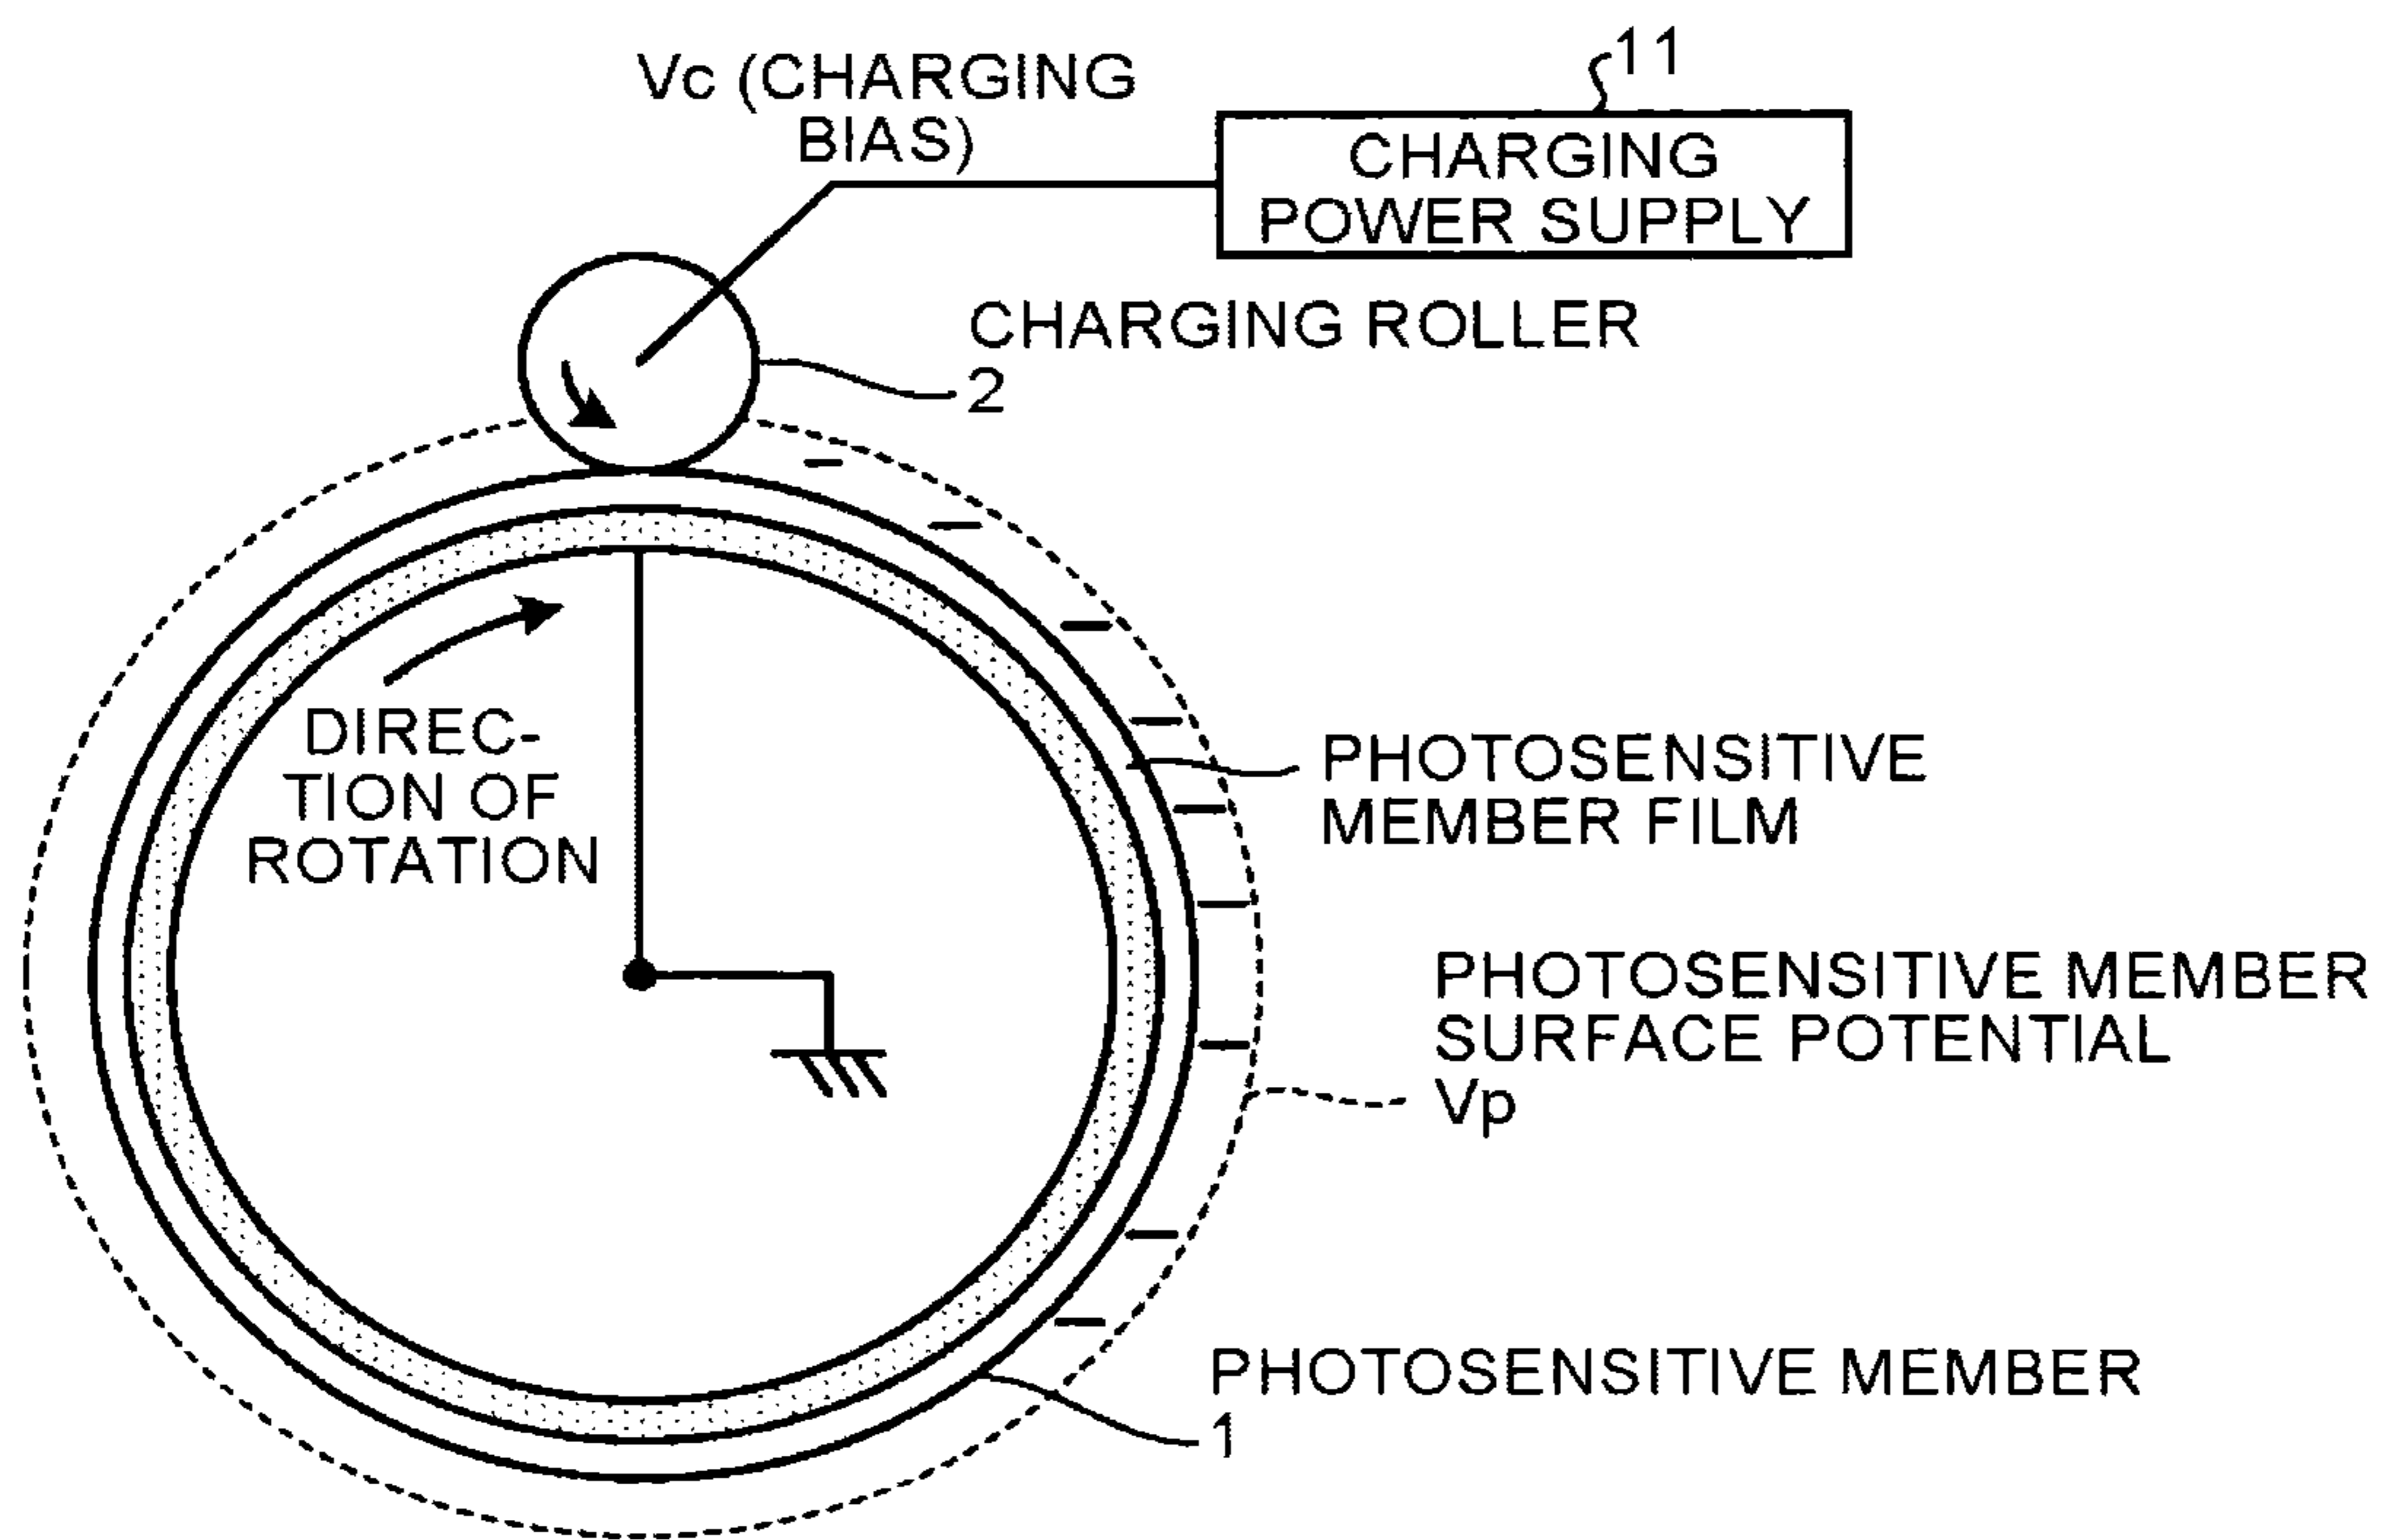 11
Vc (CHARGING
BIAS)
CHARGING
POWER SUPPLY
CHARGING ROLLER
2
DIREC-
TION OF
ROTATION
PHOTOSENSITIVE
MEMBER FILM
PHOTOSENSITIVE MEMBER
SURFACE POTENTIAL
Vp
PHOTOSENSITIVE MEMBER
1